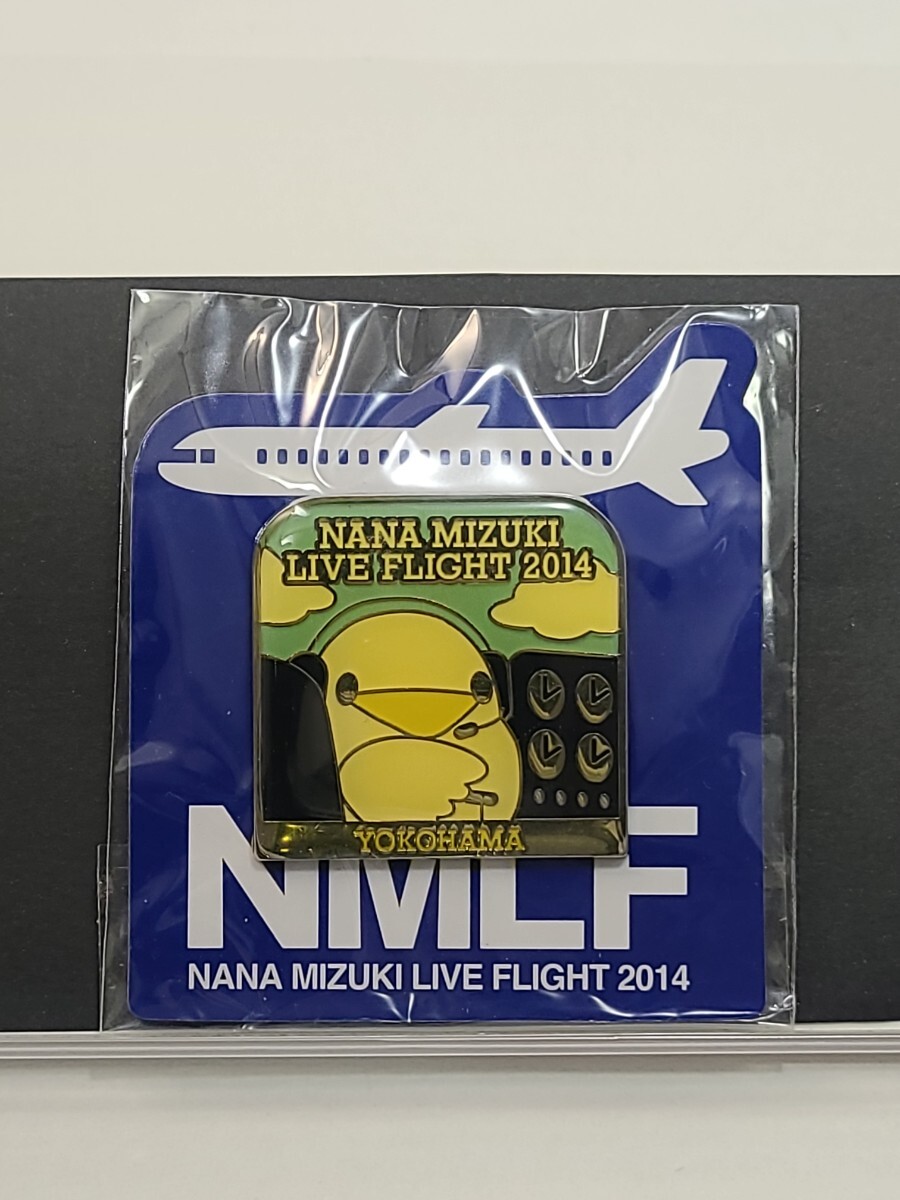 NANA MIZUKI
LIVE FLIGHT 2014
YOKOHAMA
NMLF
NANA MIZUKI LIVE FLIGHT 2014